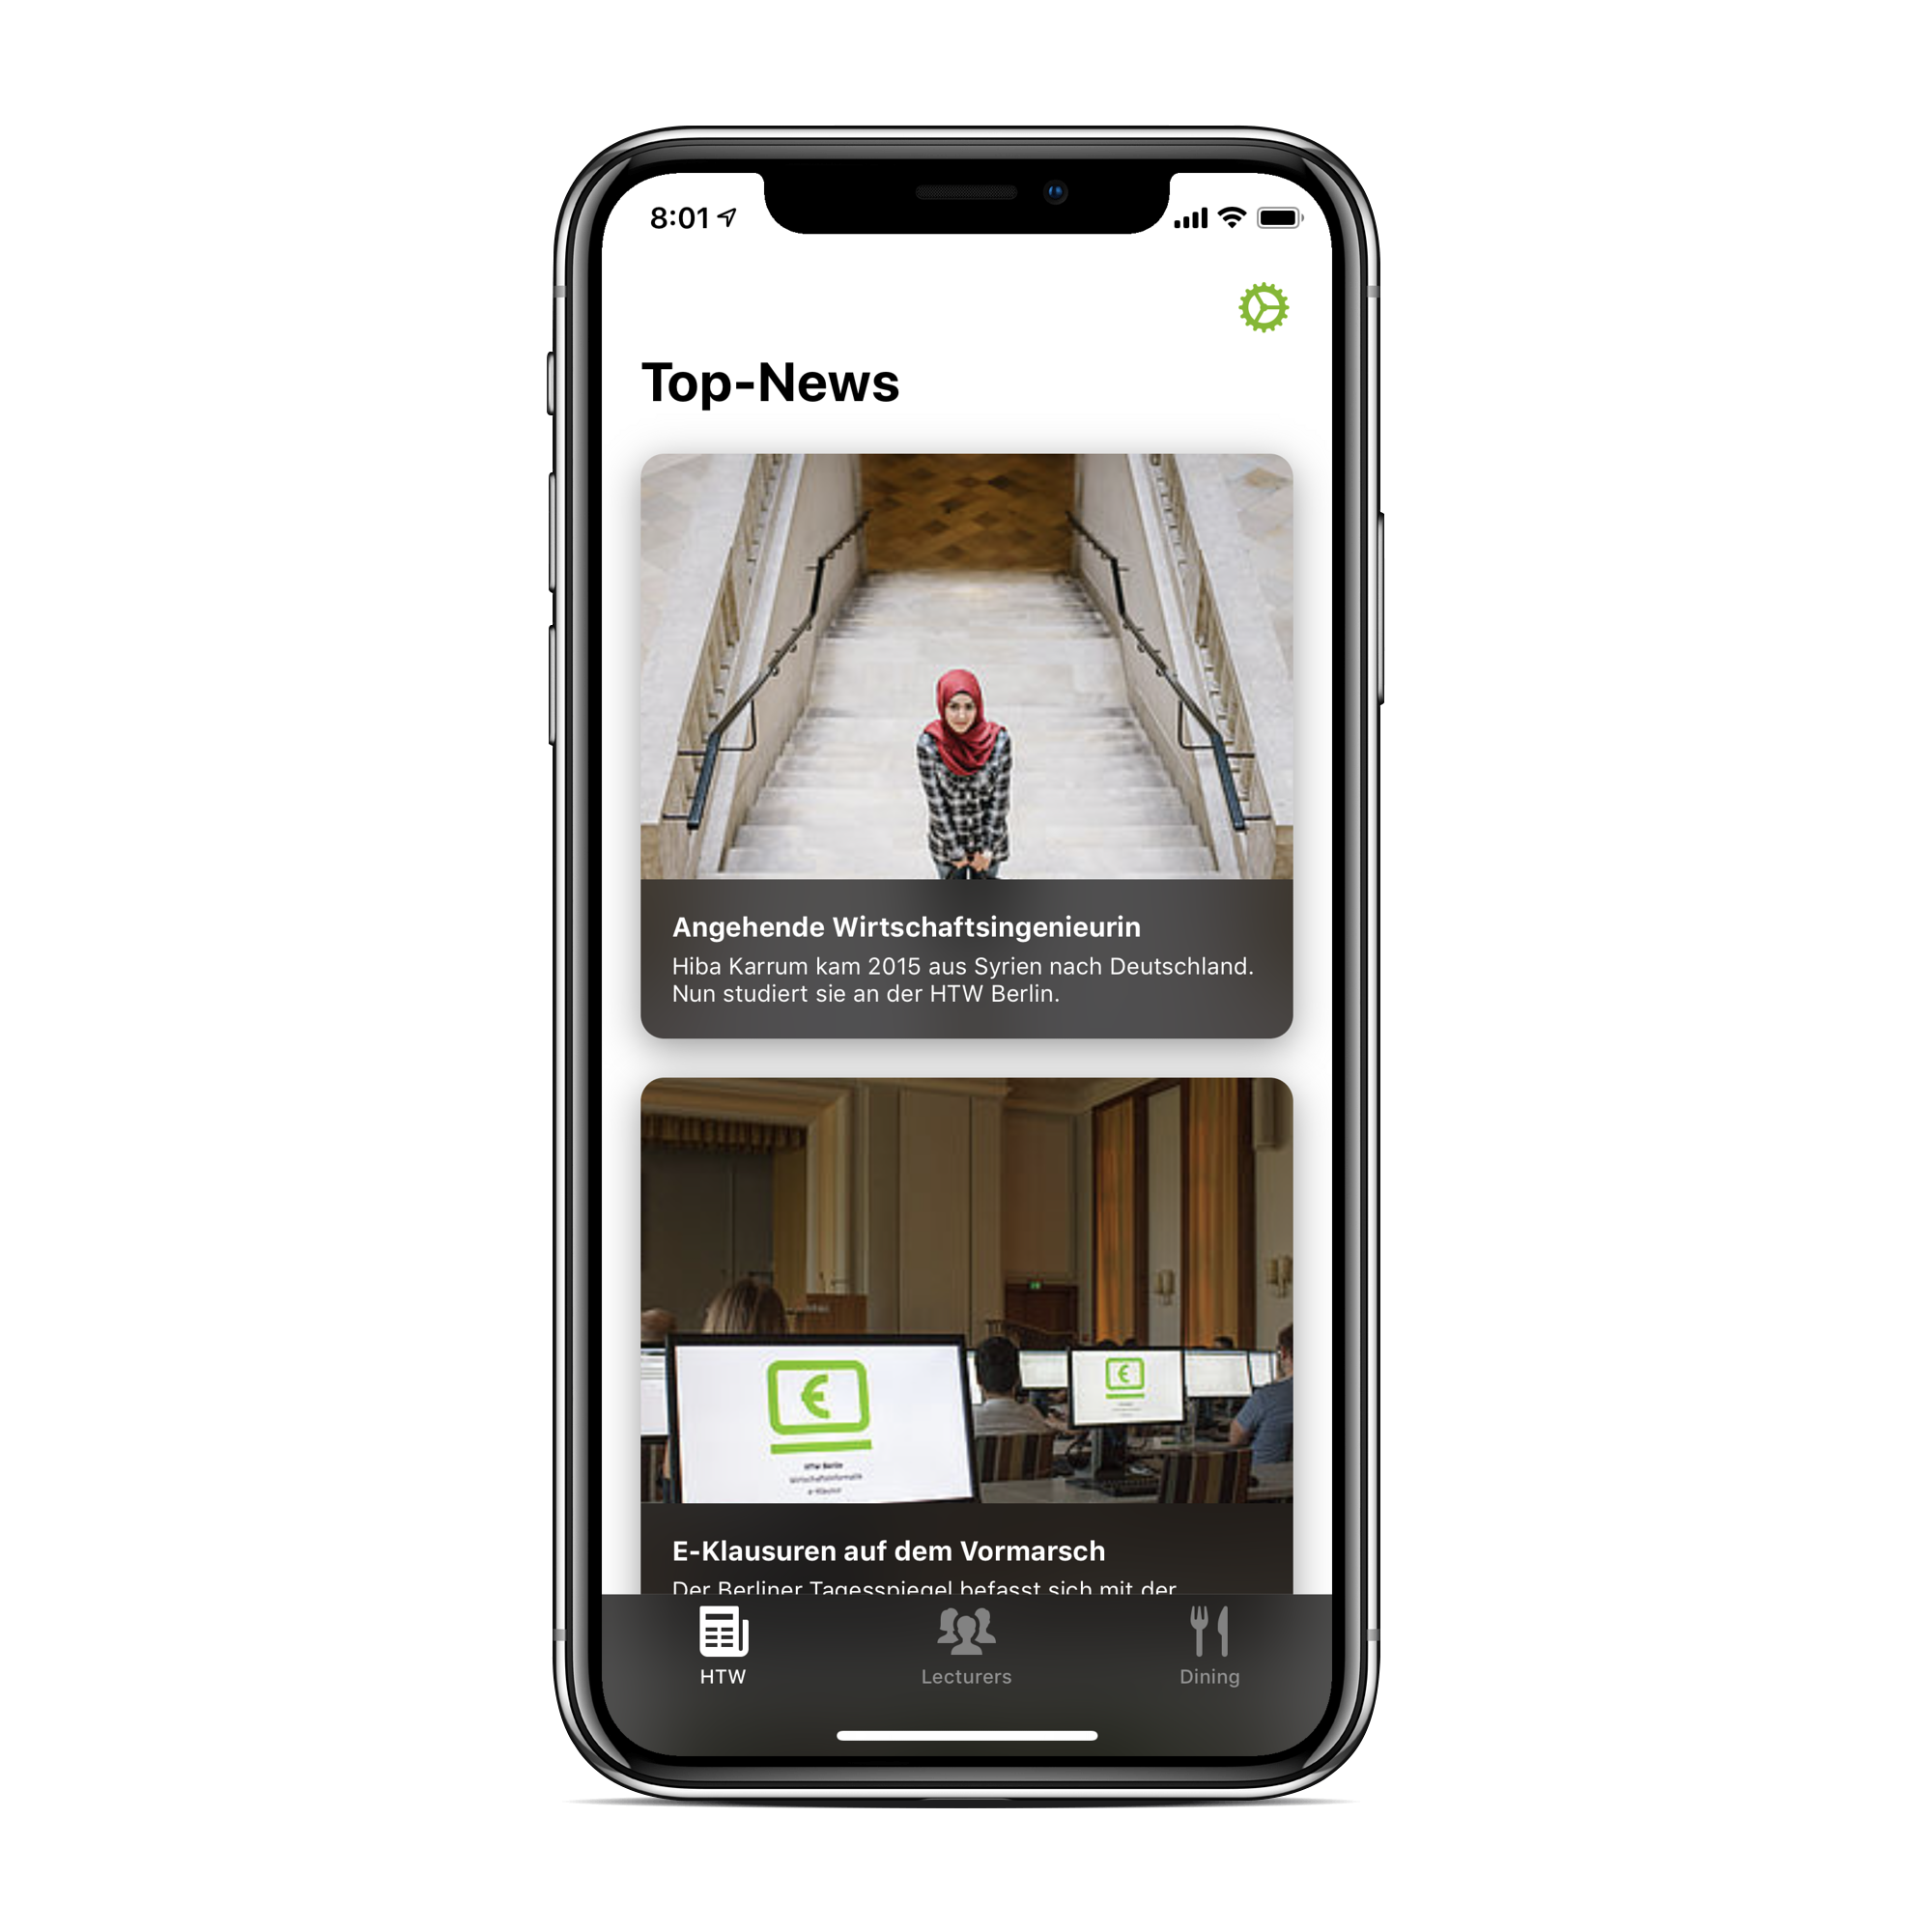 8:01
Top-News
Angehende Wirtschaftsingenieurin
Hiba Karrum kam 2015 aus Syrien nach Deutschland.
Nun studiert sie an der HTW Berlin.
HTW Berlin
Wirtschaftsinformatik
e-Klausur
E-Klausuren auf dem Vormarsch
Der Berliner Tagesspiegel befasst sich mit der
HTW
Lecturers
Dining